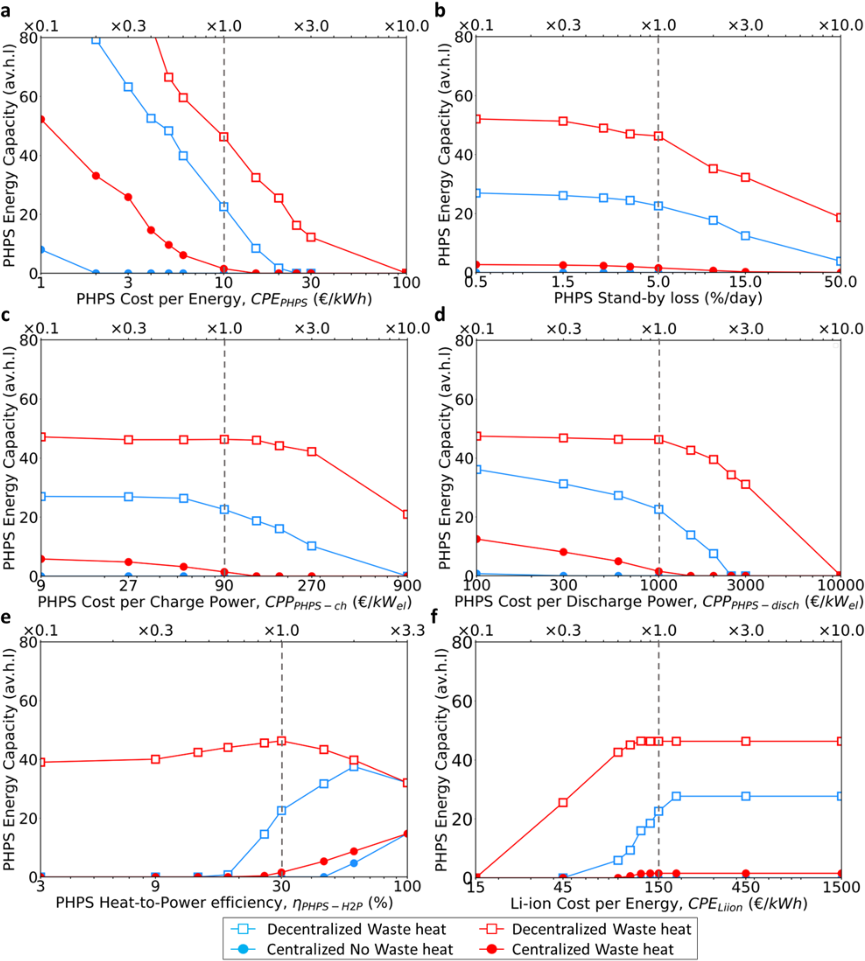 a
×0.1 ×0.3 ×1.0 ×3.0 ×10.0
80
60
40
20
0
PHPS Energy Capacity (av.h.l)
1 3 10 30 100
PHPS Cost per Energy, CPE_PHPS (€/kWh)
b
×0.1 ×0.3 ×1.0 ×3.0 ×10.0
80
60
40
20
0
PHPS Energy Capacity (av.h.l)
0.5 1.5 5.0 15.0 50.0
PHPS Stand-by loss (%/day)
c
×0.1 ×0.3 ×1.0 ×3.0 ×10.0
80
60
40
20
0
PHPS Energy Capacity (av.h.l)
9 27 90 270 900
PHPS Cost per Charge Power, CPP_PHPS−ch (€/kW_el)
d
×0.1 ×0.3 ×1.0 ×3.0 ×10.0
80
60
40
20
0
PHPS Energy Capacity (av.h.l)
100 300 1000 3000 10000
PHPS Cost per Discharge Power, CPP_PHPS−disch (€/kW_el)
e
×0.1 ×0.3 ×1.0 ×3.3
80
60
40
20
0
PHPS Energy Capacity (av.h.l)
3 9 30 100
PHPS Heat-to-Power efficiency, η_PHPS−H2P (%)
f
×0.1 ×0.3 ×1.0 ×3.0 ×10.0
80
60
40
20
0
PHPS Energy Capacity (av.h.l)
15 45 150 450 1500
Li-ion Cost per Energy, CPE_Liion (€/kWh)
Decentralized Waste heat
Decentralized Waste heat
Centralized No Waste heat
Centralized Waste heat